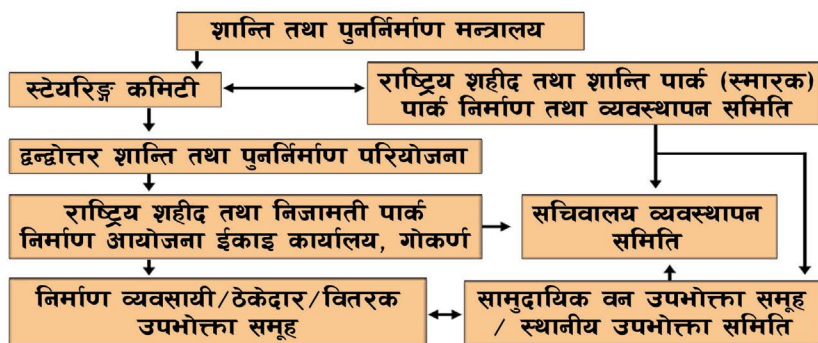 शान्ति तथा पुनर्निर्माण मन्त्रालय
स्टेयरिङ्ग कमिटी
राष्ट्रिय शहीद तथा शान्ति पार्क (स्मारक)
पार्क निर्माण तथा व्यवस्थापन समिति
द्वन्द्वोत्तर शान्ति तथा पुनर्निर्माण परियोजना
राष्ट्रिय शहीद तथा निजामती पार्क
निर्माण आयोजना ईकाइ कार्यालय, गोकर्ण
सचिवालय व्यवस्थापन
समिति
निर्माण व्यवसायी/ठेकेदार/वितरक
उपभोक्ता समूह
सामुदायिक वन उपभोक्ता समूह
/ स्थानीय उपभोक्ता समिति